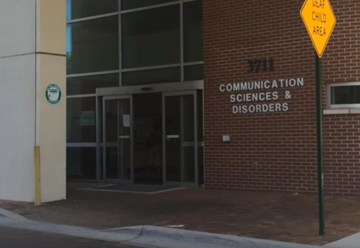 DEAF
CHILD
AREA
3711
COMMUNICATION
SCIENCES &
DISORDERS